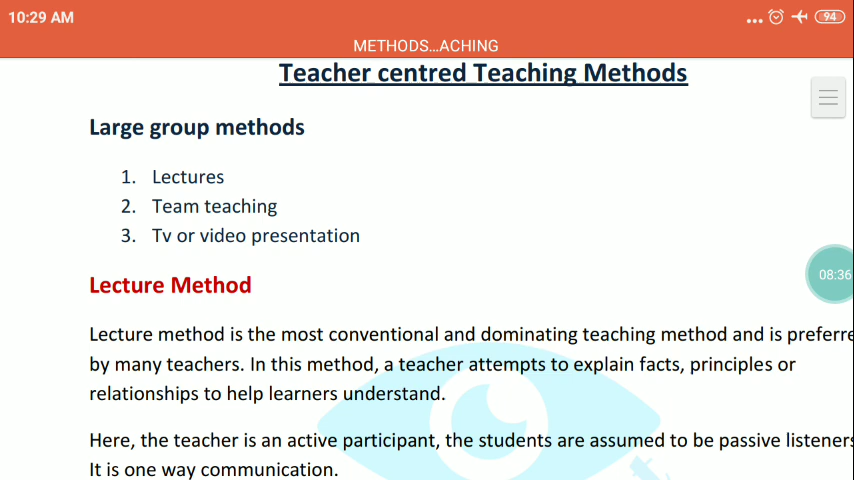 10:29 AM
94
METHODS...ACHING
Teacher centred Teaching Methods
Large group methods
1. Lectures
2. Team teaching
3. Tv or video presentation
08:36
Lecture Method
Lecture method is the most conventional and dominating teaching method and is preferre
by many teachers. In this method, a teacher attempts to explain facts, principles or
relationships to help learners understand.
Here, the teacher is an active participant, the students are assumed to be passive listeners
It is one way communication.